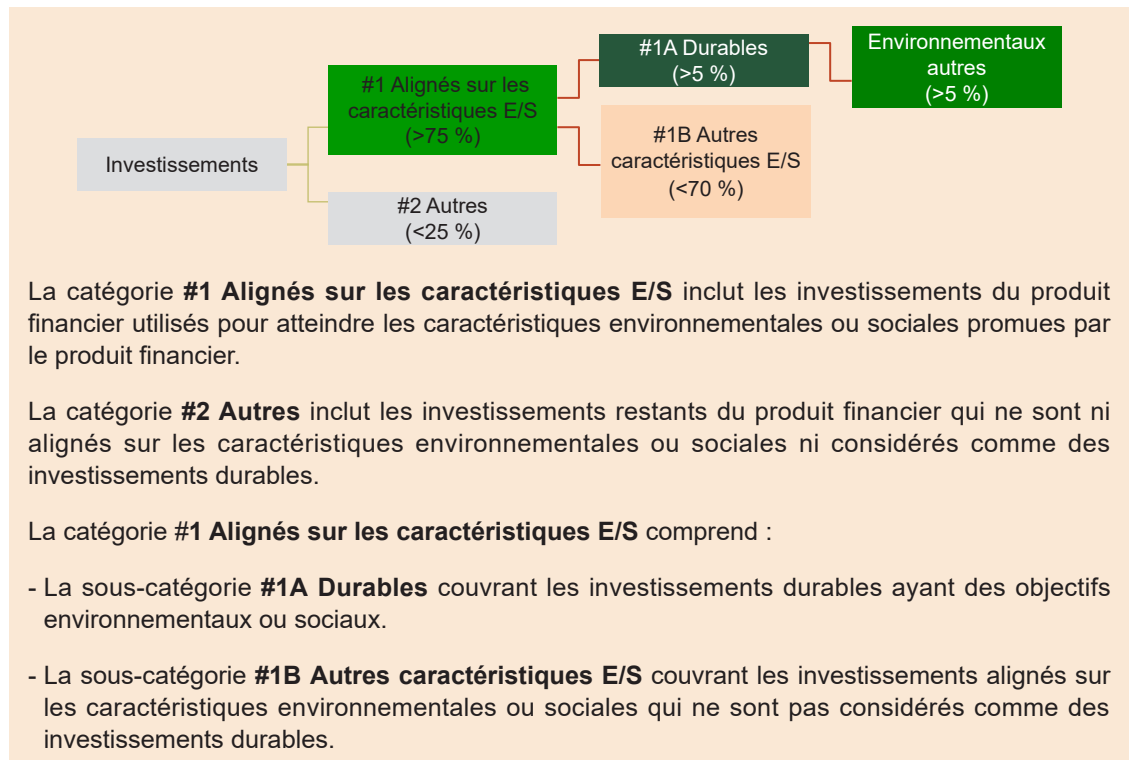 Investissements
#1 Alignés sur les
caractéristiques E/S
(>75 %)
#2 Autres
(<25 %)
#1A Durables
(>5 %)
#1B Autres
caractéristiques E/S
(<70 %)
Environnementaux
autres
(>5 %)
La catégorie #1 Alignés sur les caractéristiques E/S inclut les investissements du produit
financier utilisés pour atteindre les caractéristiques environnementales ou sociales promues par
le produit financier.
La catégorie #2 Autres inclut les investissements restants du produit financier qui ne sont ni
alignés sur les caractéristiques environnementales ou sociales ni considérés comme des
investissements durables.
La catégorie #1 Alignés sur les caractéristiques E/S comprend :
- La sous-catégorie #1A Durables couvrant les investissements durables ayant des objectifs
environnementaux ou sociaux.
- La sous-catégorie #1B Autres caractéristiques E/S couvrant les investissements alignés sur
les caractéristiques environnementales ou sociales qui ne sont pas considérés comme des
investissements durables.